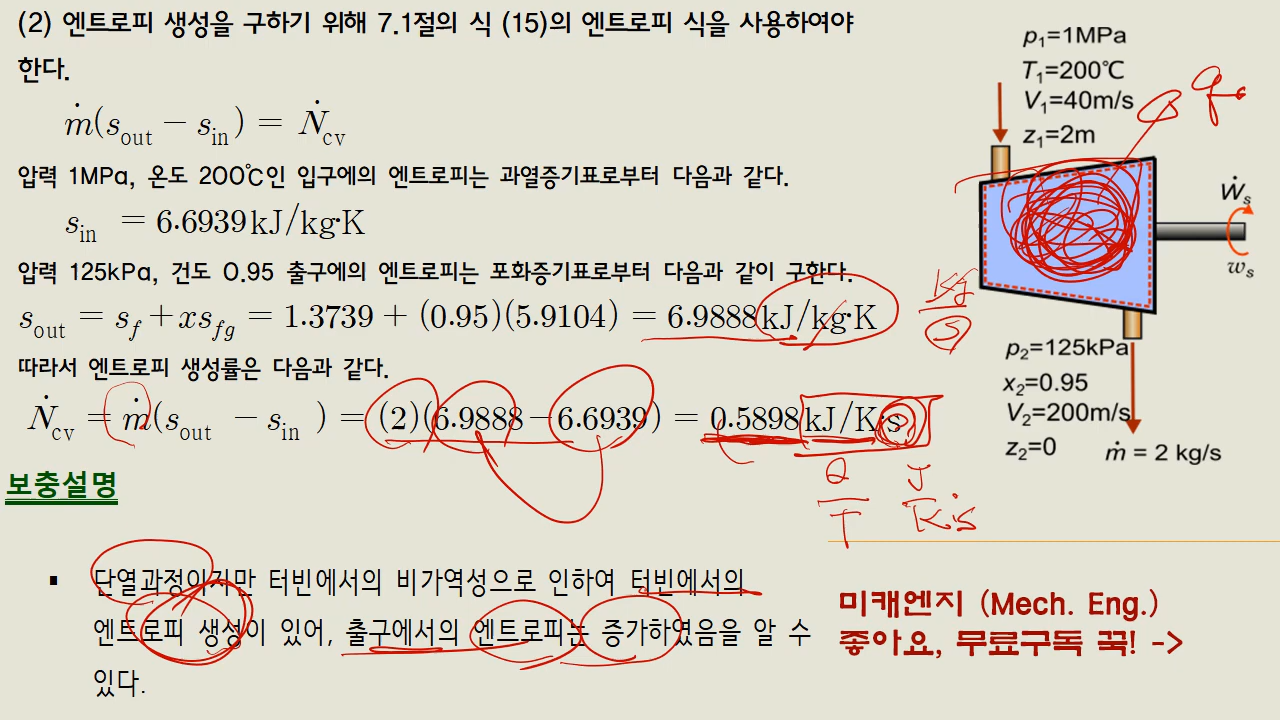 (2) 엔트로피 생성을 구하기 위해 7.1절의 식 (15)의 엔트로피 식을 사용하여야
한다.
ṁ(s_out − s_in) = Ṅ_cv
압력 1MPa, 온도 200℃인 입구에의 엔트로피는 과열증기표로부터 다음과 같다.
s_in = 6.6939 kJ/kg·K
압력 125kPa, 건도 0.95 출구에의 엔트로피는 포화증기표로부터 다음과 같이 구한다.
s_out = s_f + xs_fg = 1.3739 + (0.95)(5.9104) = 6.9888 kJ/kg·K
따라서 엔트로피 생성률은 다음과 같다.
Ṅ_cv = ṁ(s_out − s_in) = (2)(6.9888 − 6.6939) = 0.5898 kJ/K·s
보충설명
▪ 단열과정이지만 터빈에서의 비가역성으로 인하여 터빈에서의
엔트로피 생성이 있어, 출구에서의 엔트로피는 증가하였음을 알 수
있다.
p₁=1MPa
T₁=200℃
V₁=40m/s
z₁=2m
Ẇ_s
w_s
p₂=125kPa
x₂=0.95
V₂=200m/s
z₂=0
ṁ = 2 kg/s
kg
s
Q
T
J
K·s
미캐엔지 (Mech. Eng.)
좋아요, 무료구독 꾹! ->